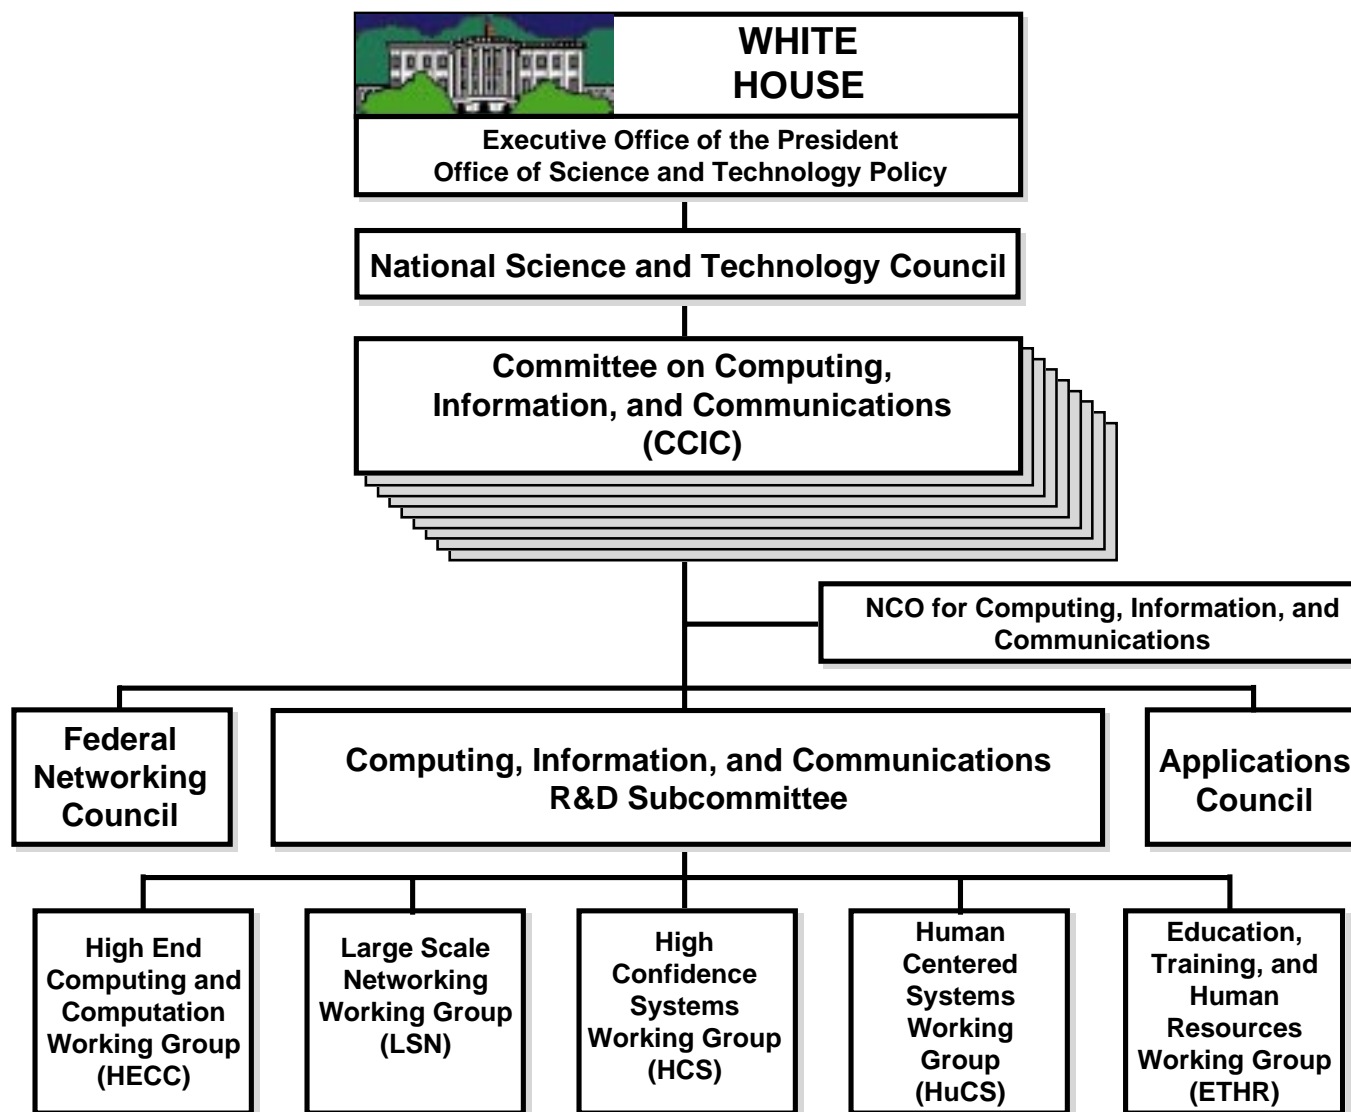 WHITE
HOUSE
Executive Office of the President
Office of Science and Technology Policy
National Science and Technology Council
Committee on Computing,
Information, and Communications
(CCIC)
NCO for Computing, Information, and
Communications
Federal
Networking
Council
Computing, Information, and Communications
R&D Subcommittee
Applications
Council
High End
Computing and
Computation
Working Group
(HECC)
Large Scale
Networking
Working Group
(LSN)
High
Confidence
Systems
Working Group
(HCS)
Human
Centered
Systems
Working
Group
(HuCS)
Education,
Training, and
Human
Resources
Working Group
(ETHR)